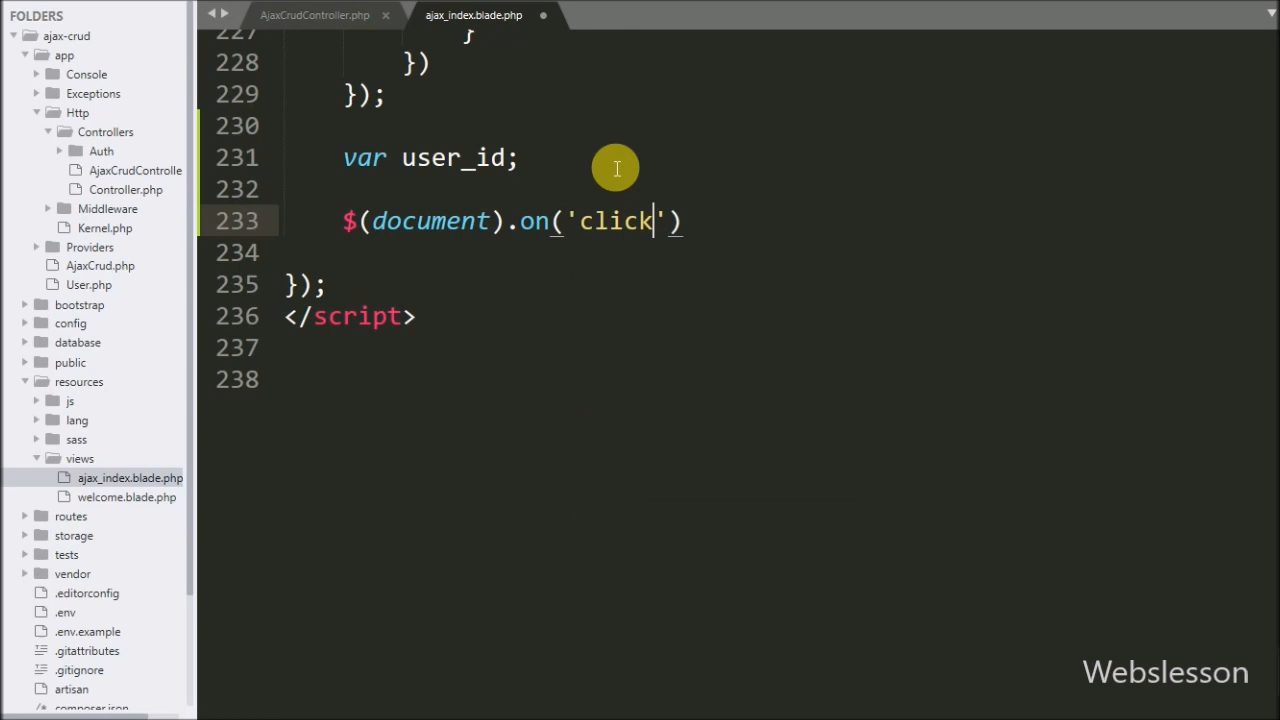 FOLDERS
ajax-crud
app
Console
Exceptions
Http
Controllers
Auth
AjaxCrudControlle
Controller.php
Middleware
Kernel.php
Providers
AjaxCrud.php
User.php
bootstrap
config
database
public
resources
js
lang
sass
views
ajax_index.blade.php
welcome.blade.php
routes
storage
tests
vendor
.editorconfig
.env
.env.example
.gitattributes
.gitignore
artisan
composer.json
AjaxCrudController.php × ajax_index.blade.php
227 }
228 })
229 });
230
231 var user_id;
232
233 $(document).on('click')
234
235 });
236 </script>
237
238
Webslesson